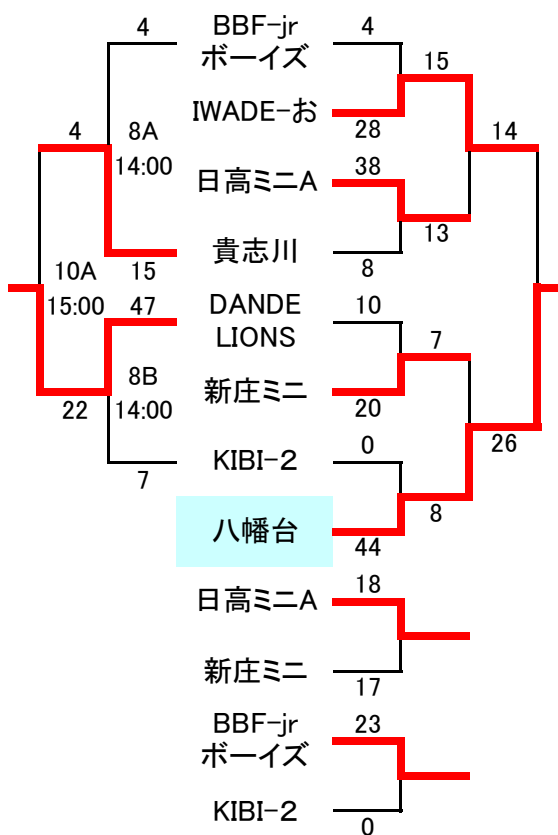 4
BBF-jr
ボーイズ
4
15
IWADE-お
28
4
8A
14:00
14
日高ミニA
38
13
貴志川
15
8
10A
15:00
47
DANDE
LIONS
10
7
8B
14:00
新庄ミニ
20
22
26
KIBI-2
7
0
8
八幡台
44
日高ミニA
18
新庄ミニ
17
BBF-jr
ボーイズ
23
KIBI-2
0